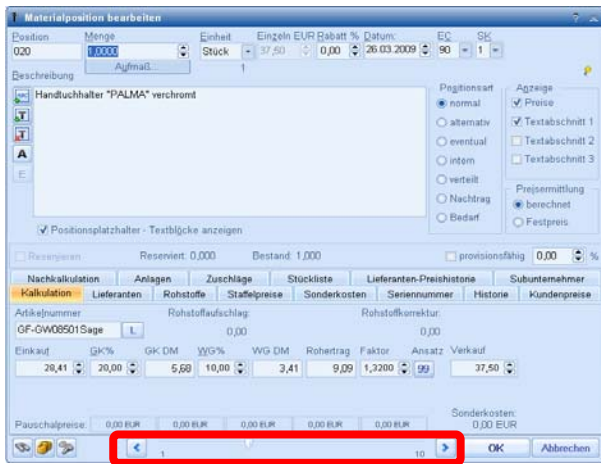 Materialposition bearbeiten
Position Menge Einheit Einzeln EUR Rabatt % Datum: EC SK
020 1,0000 Stück 37,50 0,00 26.03.2009 90 1
Aufmaß... 1
Beschreibung
Handtuchhalter "PALMA" verchromt
T
T
A
E
Positionsart
normal
alternativ
eventual
intern
verteilt
Nachtrag
Bedarf
Anzeige
Preise
Textabschnitt 1
Textabschnitt 2
Textabschnitt 3
Preisermittlung
berechnet
Festpreis
Positionsplatzhalter - Textblöcke anzeigen
Reservieren Reserviert: 0,000 Bestand: 1,000 provisionsfähig 0,00 %
Nachkalkulation Anlagen Zuschläge Stückliste Lieferanten-Preishistorie Subunternehmer
Kalkulation Lieferanten Rohstoffe Staffelpreise Sonderkosten Seriennummer Historie Kundenpreise
Artikelnummer Rohstoffaufschlag: Rohstoffkorrektur:
GF-GW08501Sage L 0,00 0,00
Einkauf GK% GK DM WG% WG DM Rohertrag Faktor Ansatz Verkauf
28,41 20,00 5,68 10,00 3,41 9,09 1,3200 99 37,50
Sonderkosten:
Pauschalpreise: 0,00 EUR 0,00 EUR 0,00 EUR 0,00 EUR 0,00 EUR 0,00 EUR
1 10 OK Abbrechen